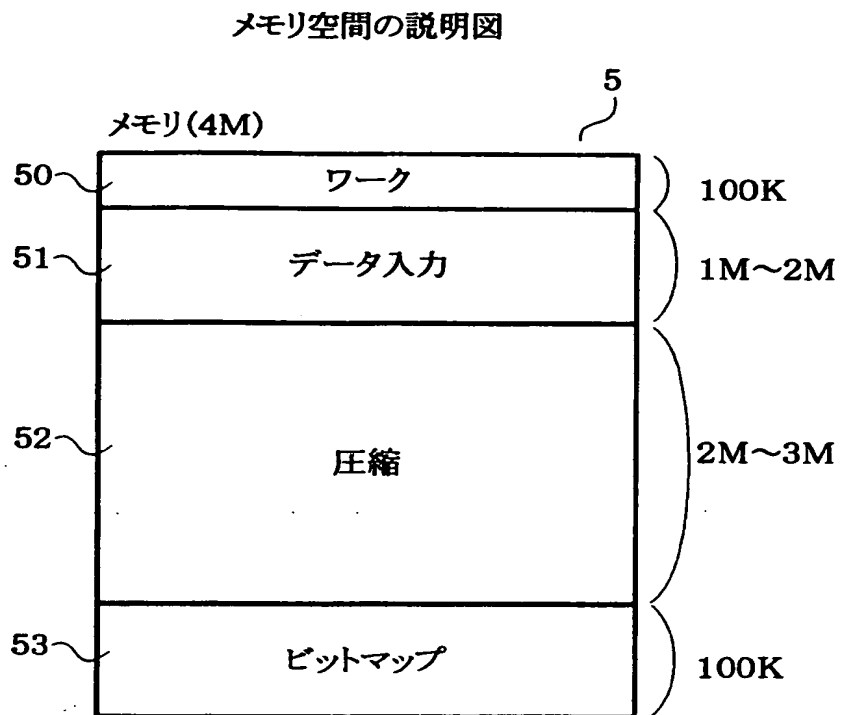 メモリ空間の説明図
5
メモリ(4M)
50 ワーク 100K
51 データ入力 1M～2M
52 圧縮 2M～3M
53 ビットマップ 100K